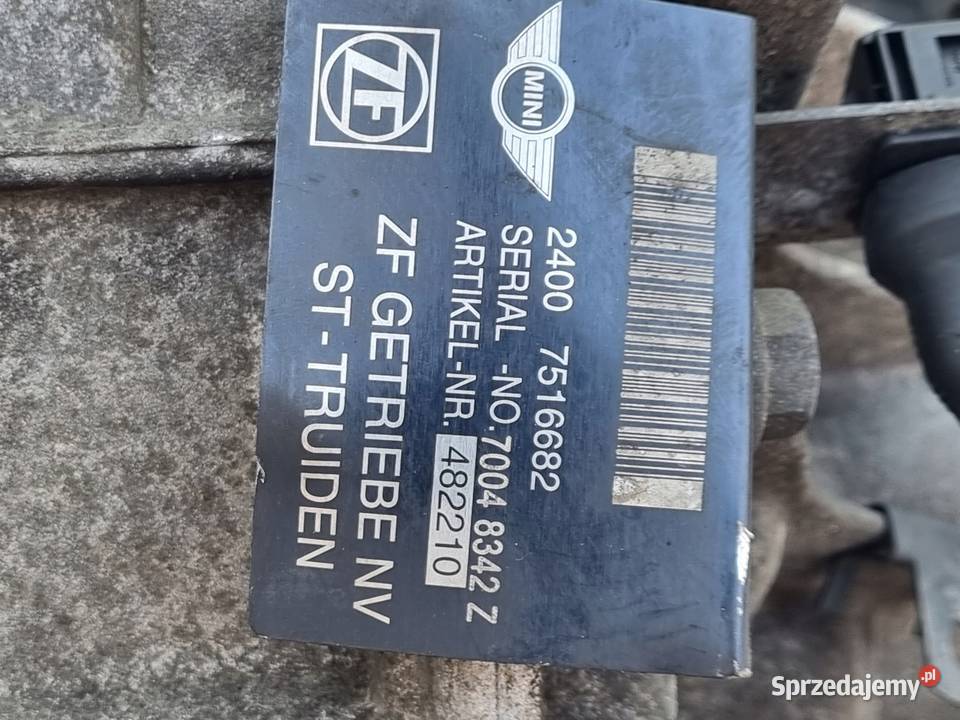 MINI
2400 7516682
SERIAL -NO. 7004 8342 Z
ARTIKEL-NR. 482210
ZF
ZF GETRIEBE NV
ST-TRUIDEN
Sprzedajemy.pl